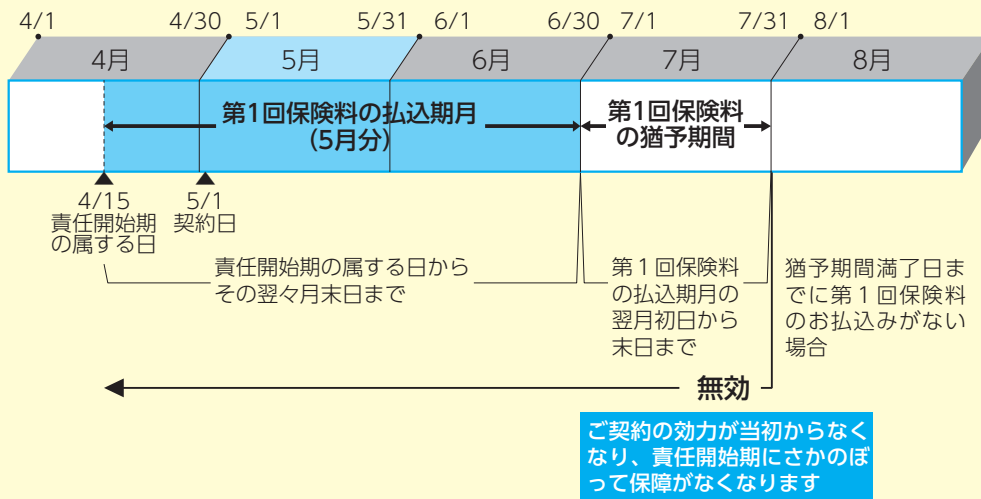 4/1 4/30 5/1 5/31 6/1 6/30 7/1 7/31 8/1
4月 5月 6月 7月 8月
第1回保険料の払込期月
(5月分)
第1回保険料
の猶予期間
4/15
責任開始期
の属する日
5/1
契約日
責任開始期の属する日から
その翌々月末日まで
第1回保険料
の払込期月の
翌月初日から
末日まで
猶予期間満了日ま
でに第1回保険料
のお払込みがない
場合
無効
ご契約の効力が当初からなく
なり、責任開始期にさかのぼ
って保障がなくなります